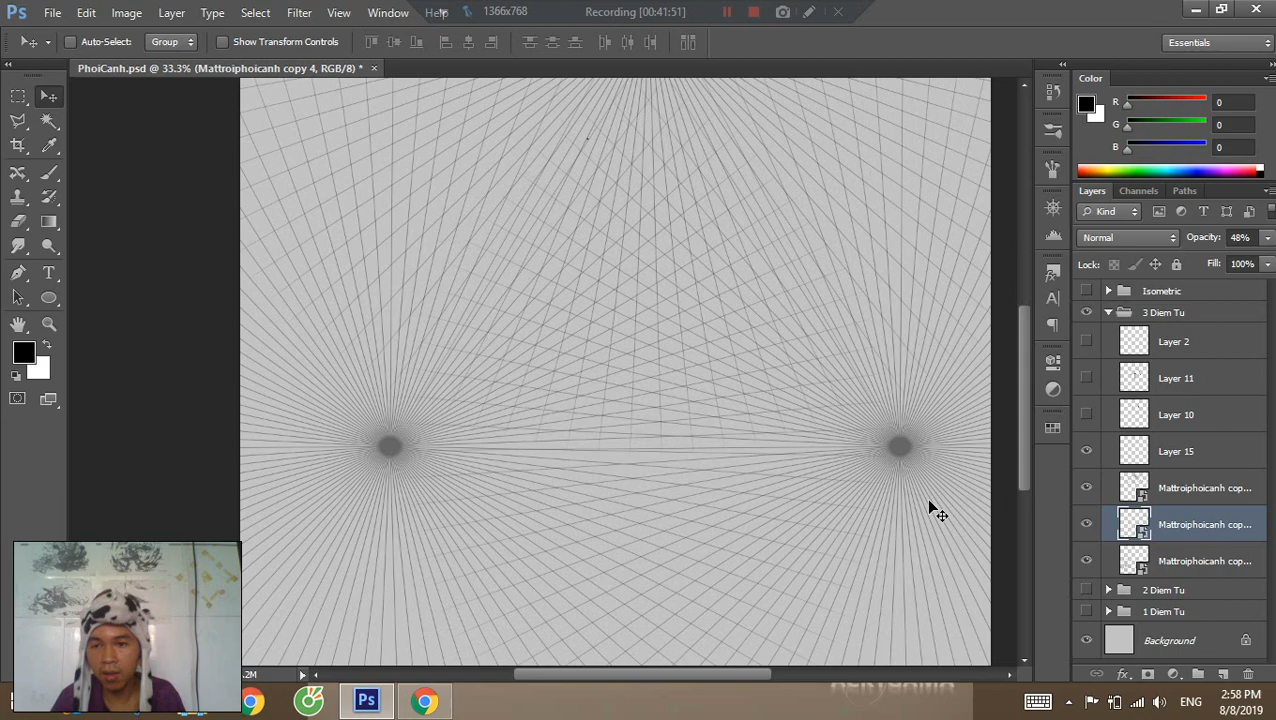 Ps File Edit Image Layer Type Select Filter View Window Help
1366x768 Recording [00:41:51]
Auto-Select: Group Show Transform Controls Essentials
PhoiCanh.psd @ 33.3% (Mattroiphoicanh copy 4, RGB/8) * ×
Color
R 0
G 0
B 0
Layers Channels Paths
Kind
Normal Opacity: 48%
Lock: Fill: 100%
Isometric
3 Diem Tu
Layer 2
Layer 11
Layer 10
Layer 15
Mattroiphoicanh cop...
Mattroiphoicanh cop...
Mattroiphoicanh cop...
2 Diem Tu
1 Diem Tu
Background
.2M
Ps
ENG
2:58 PM
8/8/2019